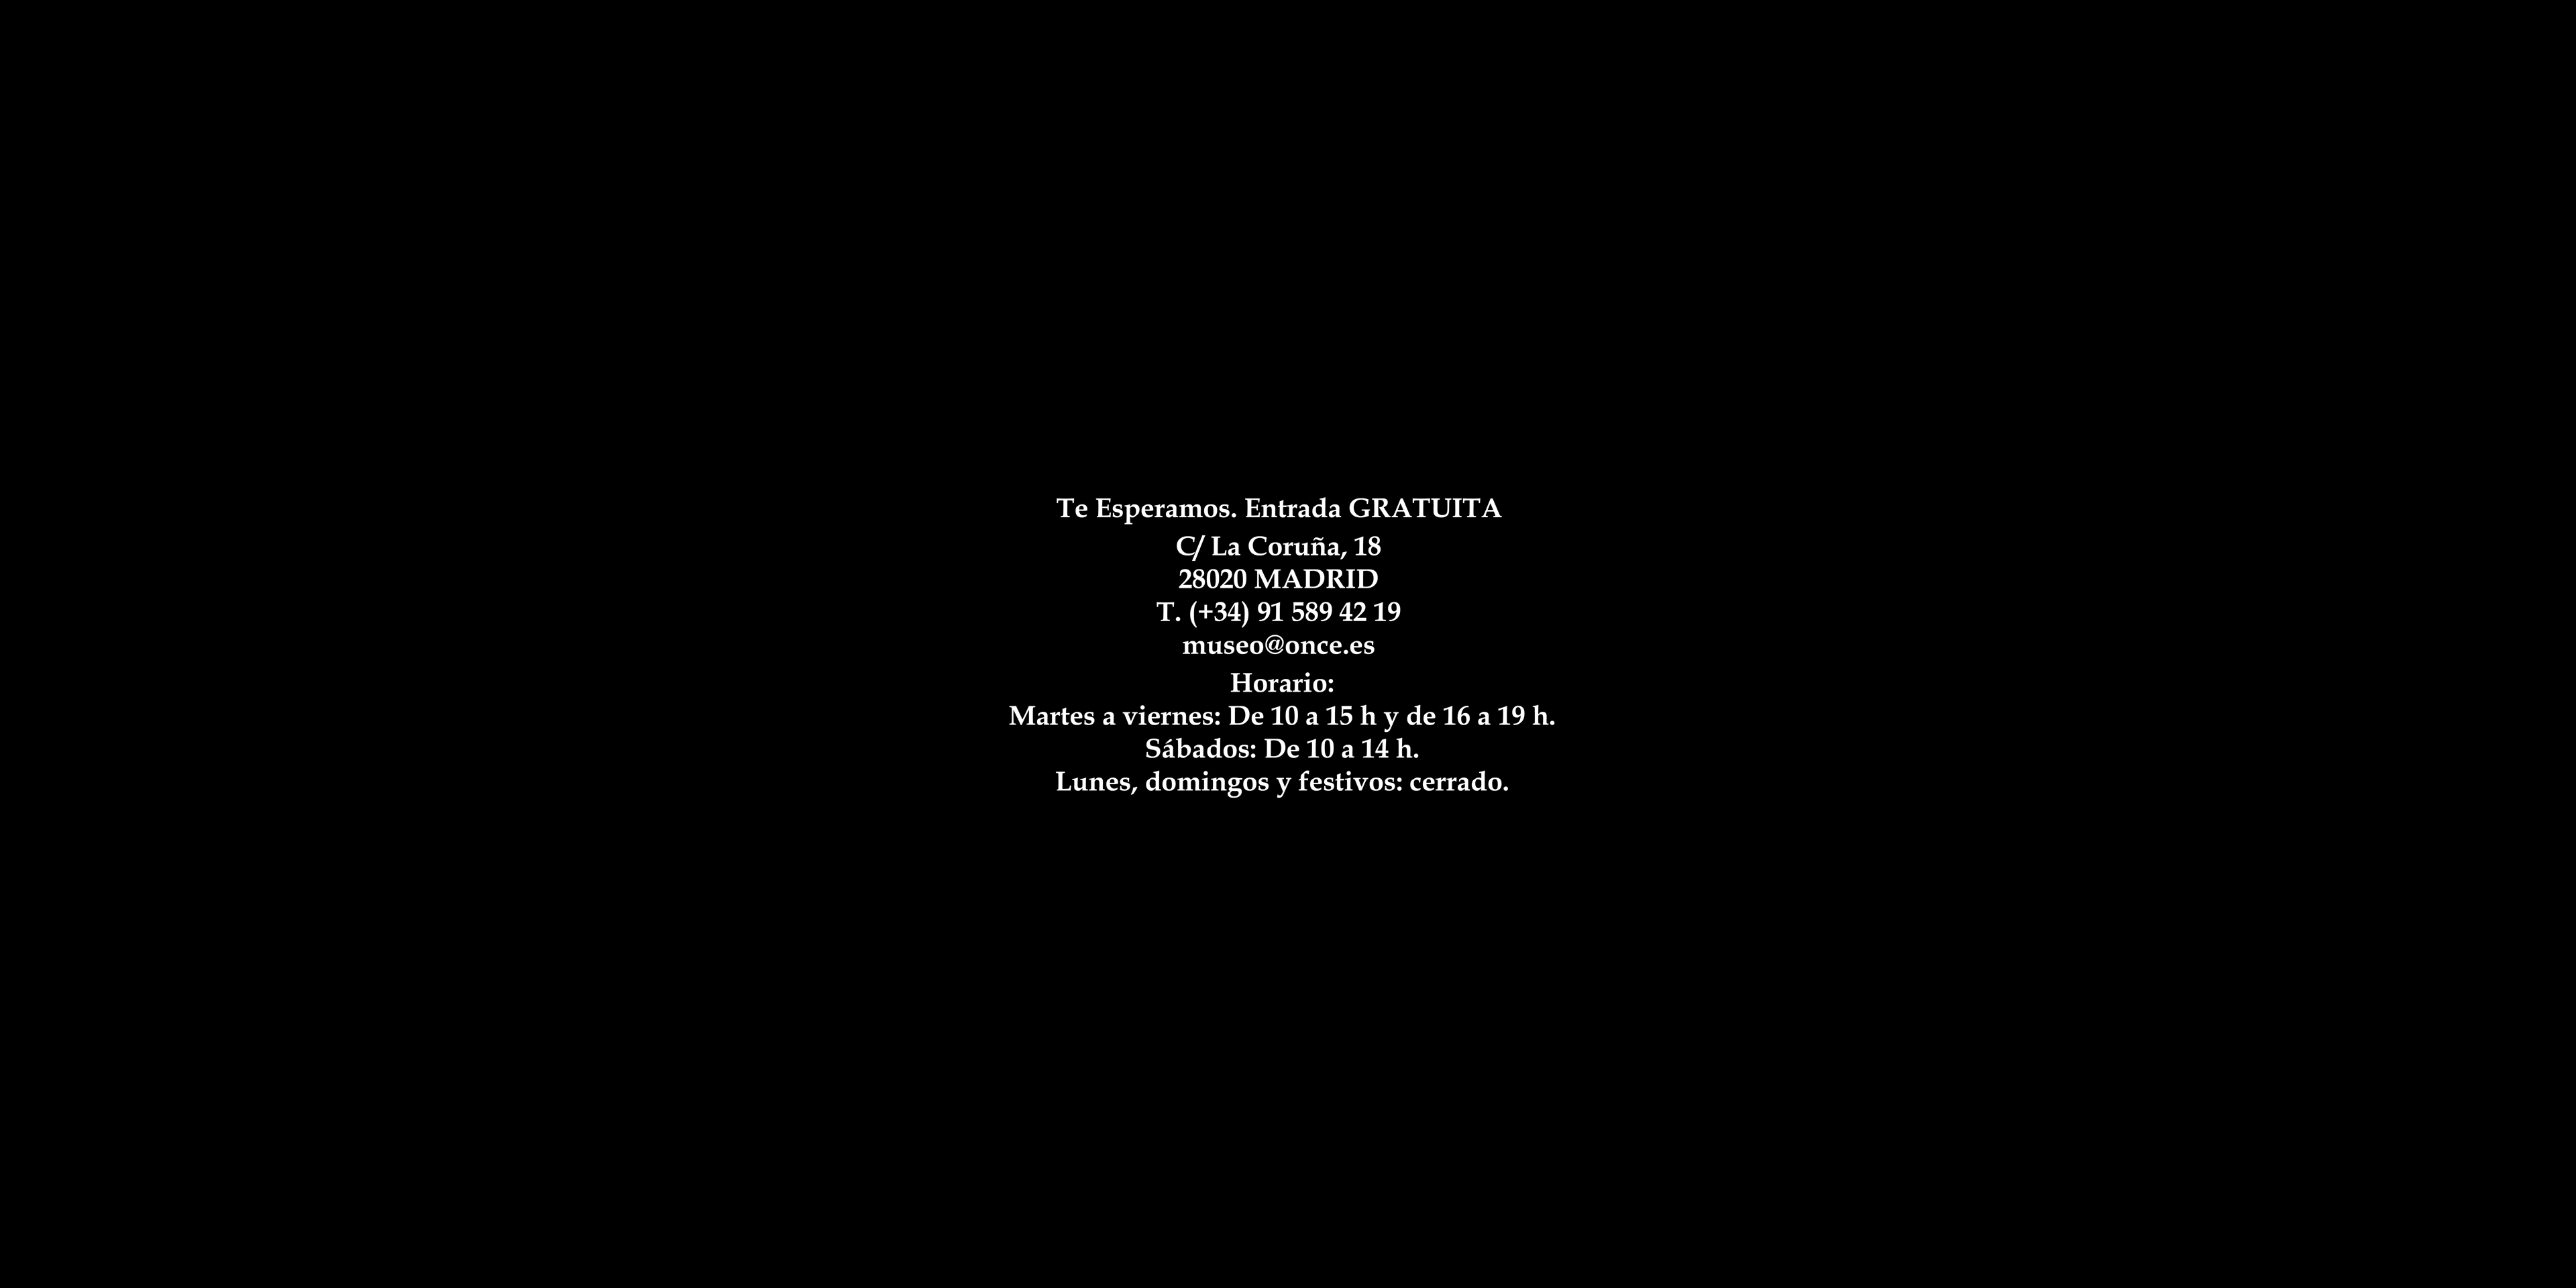 Te Esperamos. Entrada GRATUITA
C/ La Coruña, 18
28020 MADRID
T. (+34) 91 589 42 19
museo@once.es
Horario:
Martes a viernes: De 10 a 15 h y de 16 a 19 h.
Sábados: De 10 a 14 h.
Lunes, domingos y festivos: cerrado.